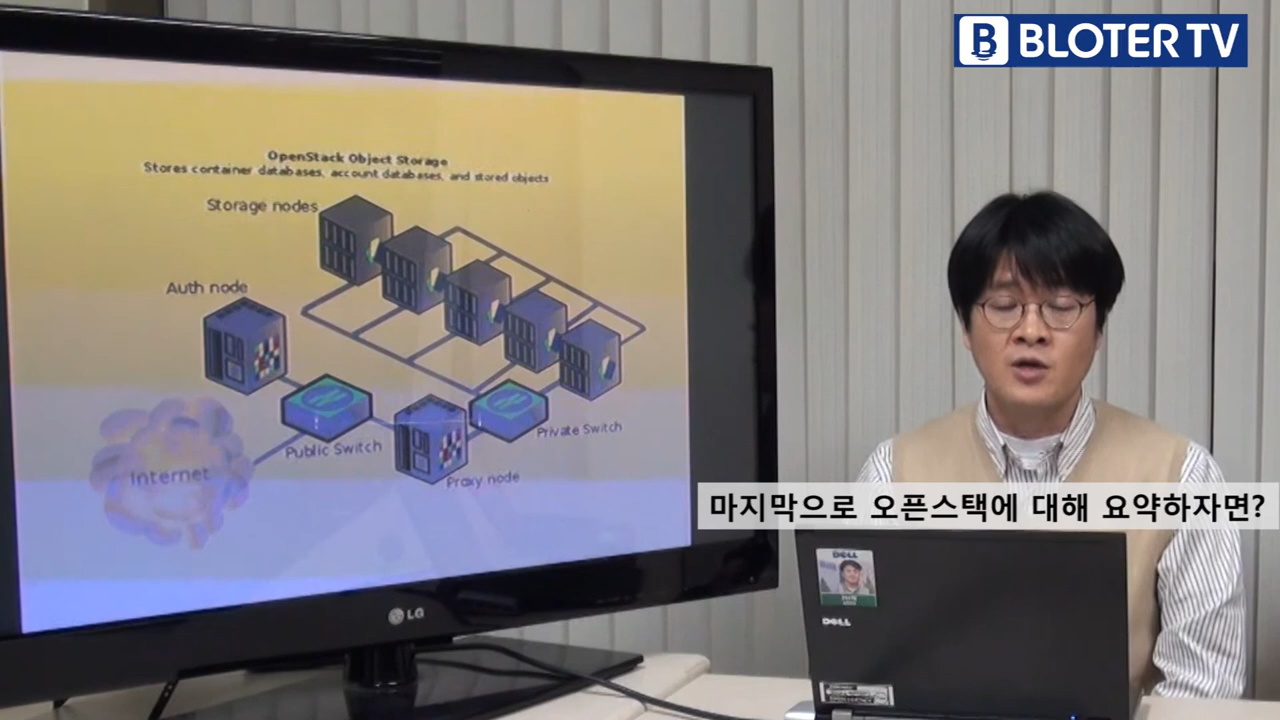 BLOTER TV
OpenStack Object Storage
Stores container databases, account databases, and stored objects
Storage nodes
Auth node
Public Switch
Private Switch
Internet
Proxy node
마지막으로 오픈스택에 대해 요약하자면?
DELL
DELL
LG